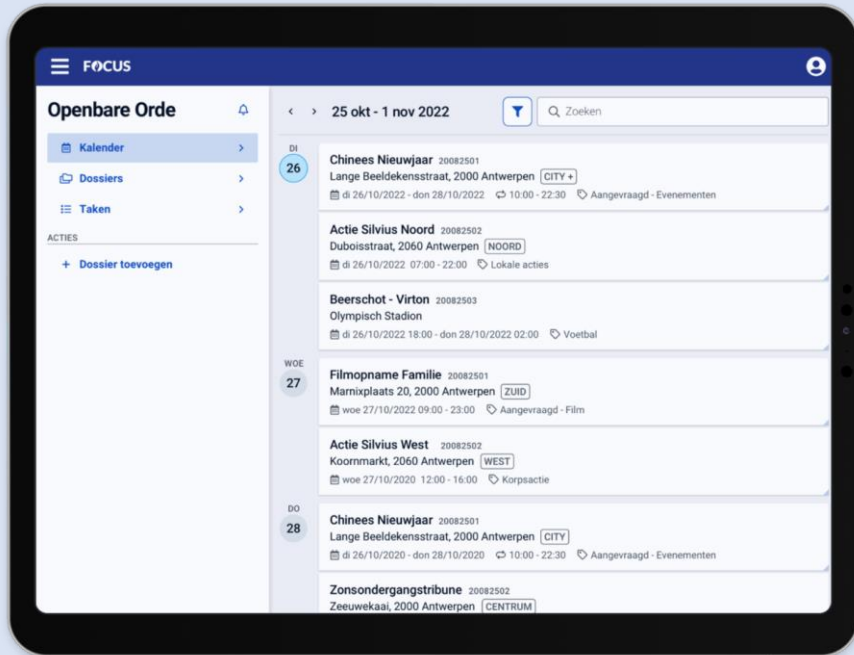 FOCUS
Openbare Orde
Kalender
Dossiers
Taken
ACTIES
+ Dossier toevoegen
25 okt - 1 nov 2022
Zoeken
DI
26
Chinees Nieuwjaar 20082501
Lange Beeldekensstraat, 2000 Antwerpen CITY +
di 26/10/2022 - don 28/10/2022 10:00 - 22:30 Aangevraagd - Evenementen
Actie Silvius Noord 20082502
Duboisstraat, 2060 Antwerpen NOORD
di 26/10/2022 07:00 - 22:00 Lokale acties
Beerschot - Virton 20082503
Olympisch Stadion
di 26/10/2022 18:00 - don 28/10/2022 02:00 Voetbal
WOE
27
Filmopname Familie 20082501
Marnixplaats 20, 2000 Antwerpen ZUID
woe 27/10/2022 09:00 - 23:00 Aangevraagd - Film
Actie Silvius West 20082502
Koornmarkt, 2060 Antwerpen WEST
woe 27/10/2020 12:00 - 16:00 Korpsactie
DO
28
Chinees Nieuwjaar 20082501
Lange Beeldekensstraat, 2000 Antwerpen CITY
di 26/10/2020 - don 28/10/2020 10:00 - 22:30 Aangevraagd - Evenementen
Zonsondergangstribune 20082502
Zeeuwekaai, 2000 Antwerpen CENTRUM